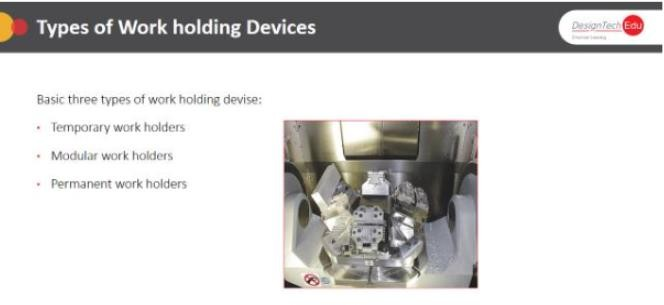 Types of Work holding Devices
DesignTech Edu
Basic three types of work holding devise:
• Temporary work holders
• Modular work holders
• Permanent work holders